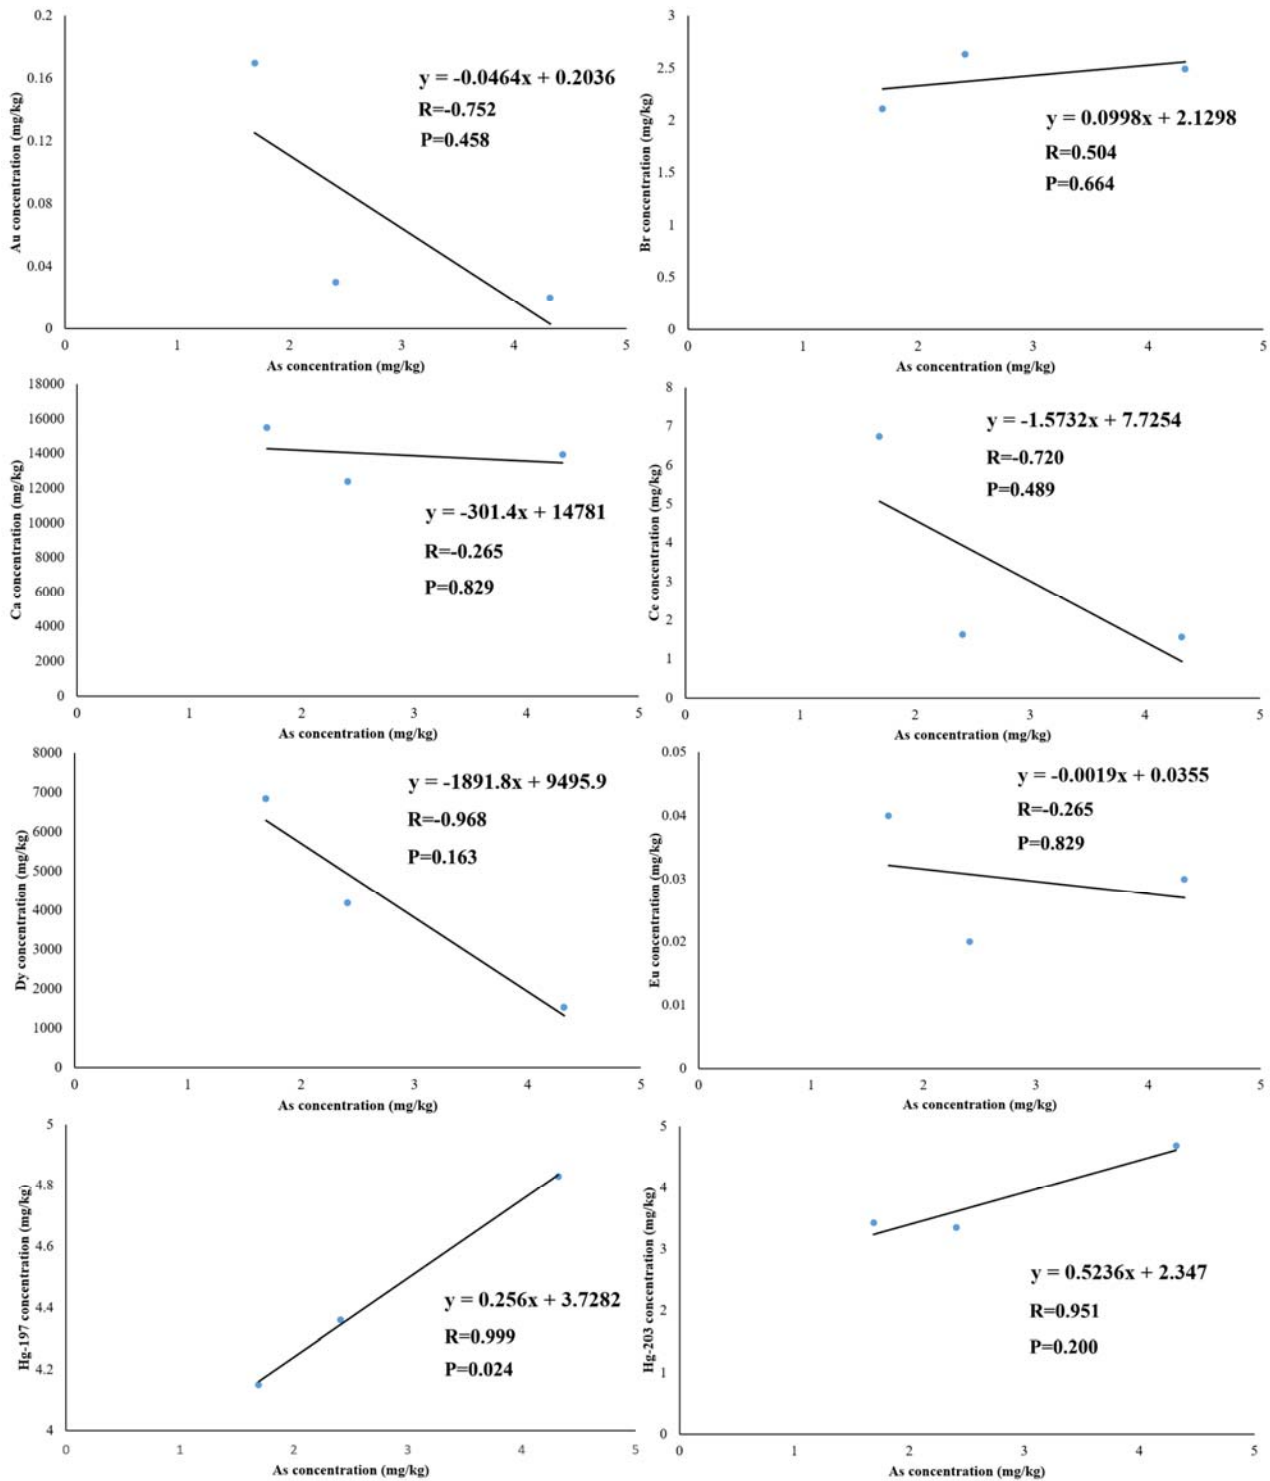 0.2
0.16
0.12
0.08
0.04
0
Au concentration (mg/kg)
y = -0.0464x + 0.2036
R=-0.752
P=0.458
0 1 2 3 4 5
As concentration (mg/kg)
3
2.5
2
1.5
1
0.5
0
Br concentration (mg/kg)
y = 0.0998x + 2.1298
R=0.504
P=0.664
0 1 2 3 4 5
As concentration (mg/kg)
18000
16000
14000
12000
10000
8000
6000
4000
2000
0
Ca concentration (mg/kg)
y = -301.4x + 14781
R=-0.265
P=0.829
0 1 2 3 4 5
As concentration (mg/kg)
8
7
6
5
4
3
2
1
0
Ce concentration (mg/kg)
y = -1.5732x + 7.7254
R=-0.720
P=0.489
0 1 2 3 4 5
As concentration (mg/kg)
8000
7000
6000
5000
4000
3000
2000
1000
0
Dy concentration (mg/kg)
y = -1891.8x + 9495.9
R=-0.968
P=0.163
0 1 2 3 4 5
As concentration (mg/kg)
0.05
0.04
0.03
0.02
0.01
0
Eu concentration (mg/kg)
y = -0.0019x + 0.0355
R=-0.265
P=0.829
0 1 2 3 4 5
As concentration (mg/kg)
5
4.8
4.6
4.4
4.2
4
Hg-197 concentration (mg/kg)
y = 0.256x + 3.7282
R=0.999
P=0.024
0 1 2 3 4 5
As concentration (mg/kg)
5
4
3
2
1
0
Hg-203 concentration (mg/kg)
y = 0.5236x + 2.347
R=0.951
P=0.200
0 1 2 3 4 5
As concentration (mg/kg)